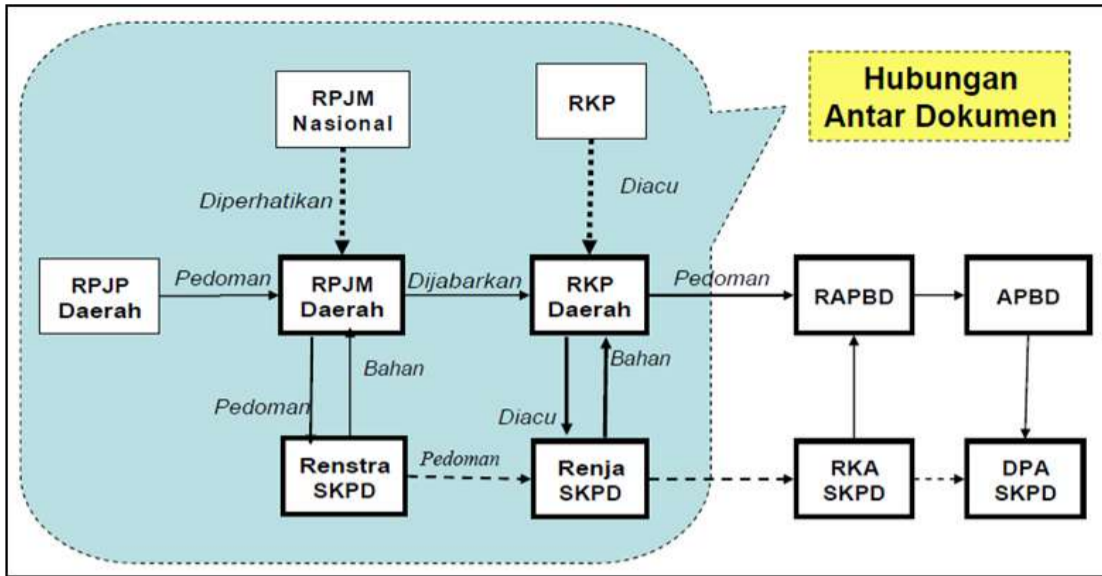 Hubungan
Antar Dokumen
RPJM
Nasional
RKP
Diperhatikan
Diacu
RPJP
Daerah
Pedoman
RPJM
Daerah
Dijabarkan
RKP
Daerah
Pedoman
RAPBD
APBD
Pedoman
Bahan
Diacu
Bahan
Renstra
SKPD
Pedoman
Renja
SKPD
RKA
SKPD
DPA
SKPD